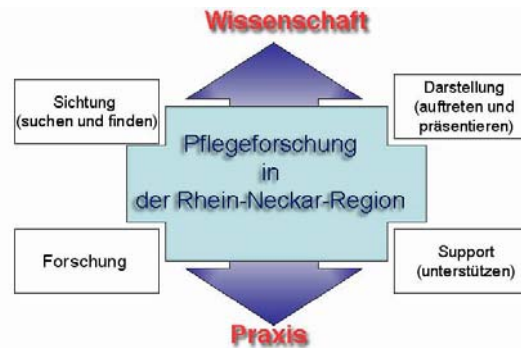 Wissenschaft
Sichtung
(suchen und finden)
Darstellung
(auftreten und
präsentieren)
Pflegeforschung
in
der Rhein-Neckar-Region
Forschung
Support
(unterstützen)
Praxis